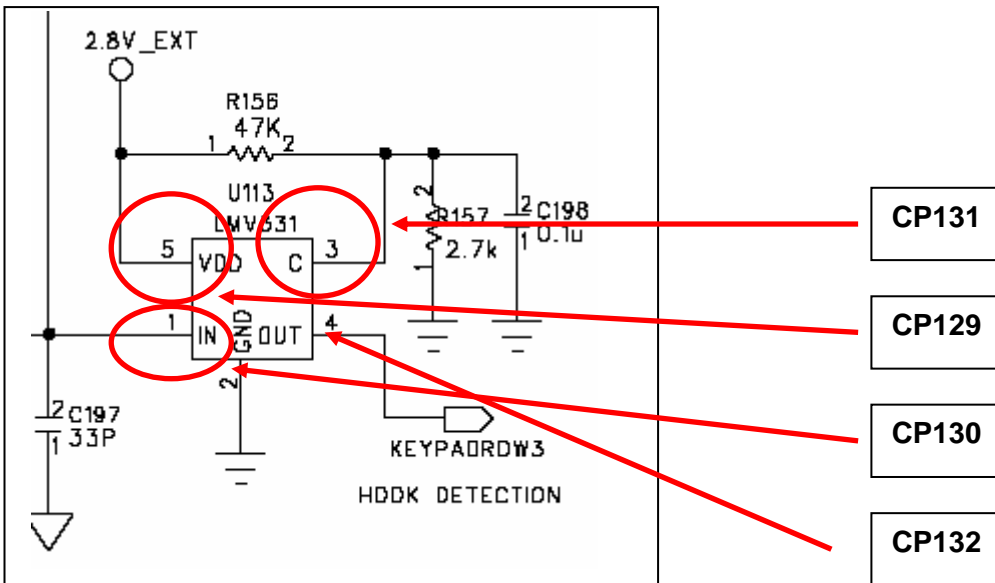 2.8V_EXT
R156
47K
1 2
U113
LMV331
5 VDD C 3
1 IN GND OUT 4
2
2
R157
2.7k
1
2 C198
1 0.1u
2 C197
1 33P
KEYPADROW3
HOOK DETECTION
CP131
CP129
CP130
CP132